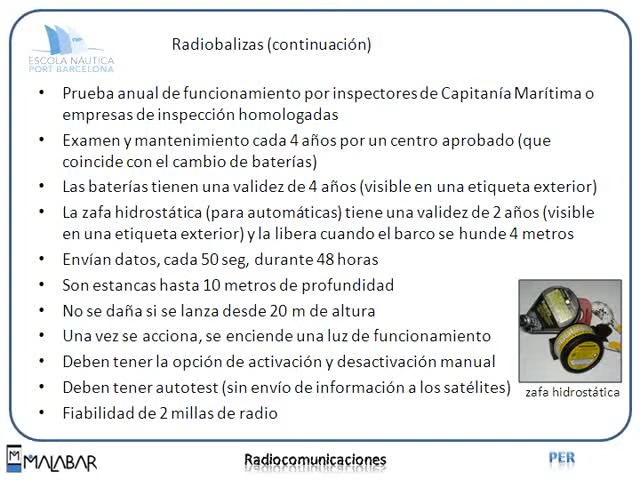 ESCOLA NÀUTICA
PORT BARCELONA
Radiobalizas (continuación)
• Prueba anual de funcionamiento por inspectores de Capitanía Marítima o
empresas de inspección homologadas
• Examen y mantenimiento cada 4 años por un centro aprobado (que
coincide con el cambio de baterías)
• Las baterías tienen una validez de 4 años (visible en una etiqueta exterior)
• La zafa hidrostática (para automáticas) tiene una validez de 2 años (visible
en una etiqueta exterior) y la libera cuando el barco se hunde 4 metros
• Envían datos, cada 50 seg, durante 48 horas
• Son estancas hasta 10 metros de profundidad
• No se daña si se lanza desde 20 m de altura
• Una vez se acciona, se enciende una luz de funcionamiento
• Deben tener la opción de activación y desactivación manual
• Deben tener autotest (sin envío de información a los satélites)
• Fiabilidad de 2 millas de radio
zafa hidrostática
MALABAR
Radiocomunicaciones
PER